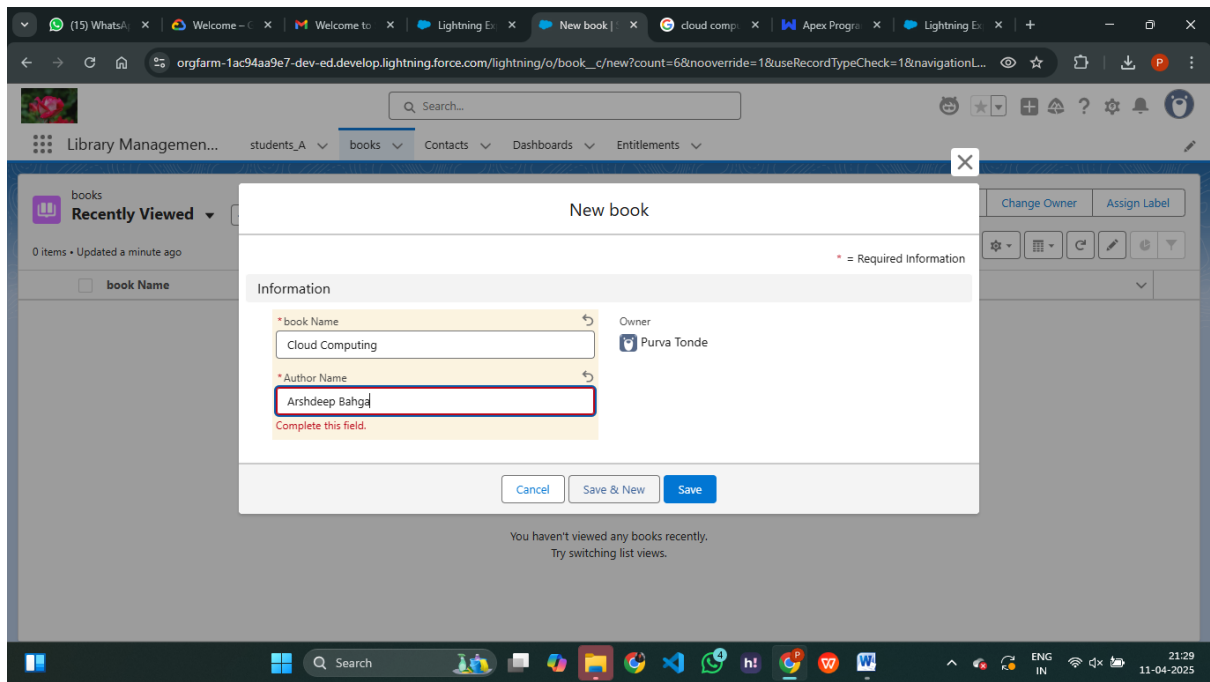 (15) WhatsA
Welcome – C
Welcome to
Lightning Ex
New book |
cloud comp
Apex Progra
Lightning Ex
orgfarm-1ac94aa9e7-dev-ed.develop.lightning.force.com/lightning/o/book__c/new?count=6&nooverride=1&useRecordTypeCheck=1&navigationL...
P
Search...
Library Managemen...
students_A
books
Contacts
Dashboards
Entitlements
books
Recently Viewed
Change Owner
Assign Label
0 items • Updated a minute ago
book Name
New book
* = Required Information
Information
*book Name
Cloud Computing
Owner
Purva Tonde
*Author Name
Arshdeep Bahga
Complete this field.
Cancel
Save & New
Save
You haven't viewed any books recently.
Try switching list views.
Search
4
h!
P
W
ENG
IN
21:29
11-04-2025